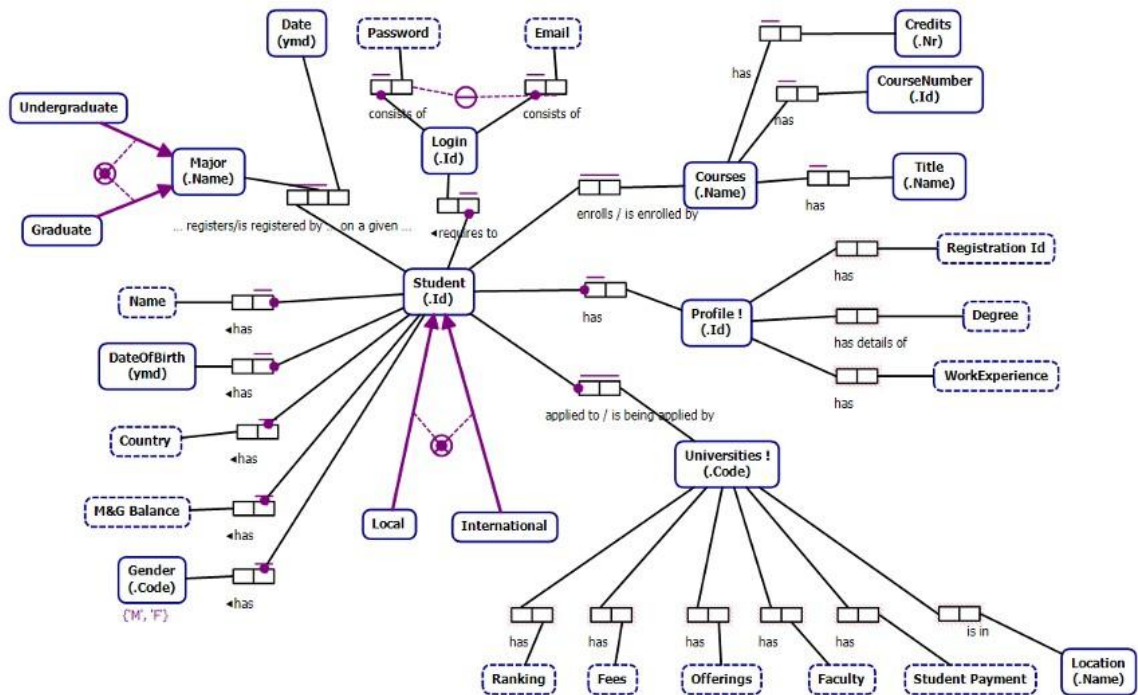 Date
(ymd)
Password
Email
Credits
(.Nr)
has
CourseNumber
(.Id)
has
Undergraduate
consists of
consists of
Login
(.Id)
Major
(.Name)
Courses
(.Name)
Title
(.Name)
has
enrolls / is enrolled by
Graduate
... registers/is registered by ... on a given ...
◄requires to
Registration Id
has
Name
◄has
Student
(.Id)
has
Profile !
(.Id)
Degree
has details of
DateOfBirth
(ymd)
◄has
WorkExperience
has
applied to / is being applied by
Country
◄has
Universities !
(.Code)
M&G Balance
◄has
Local
International
Gender
(.Code)
{'M', 'F'}
◄has
has
has
has
has
has
is in
Ranking
Fees
Offerings
Faculty
Student Payment
Location
(.Name)